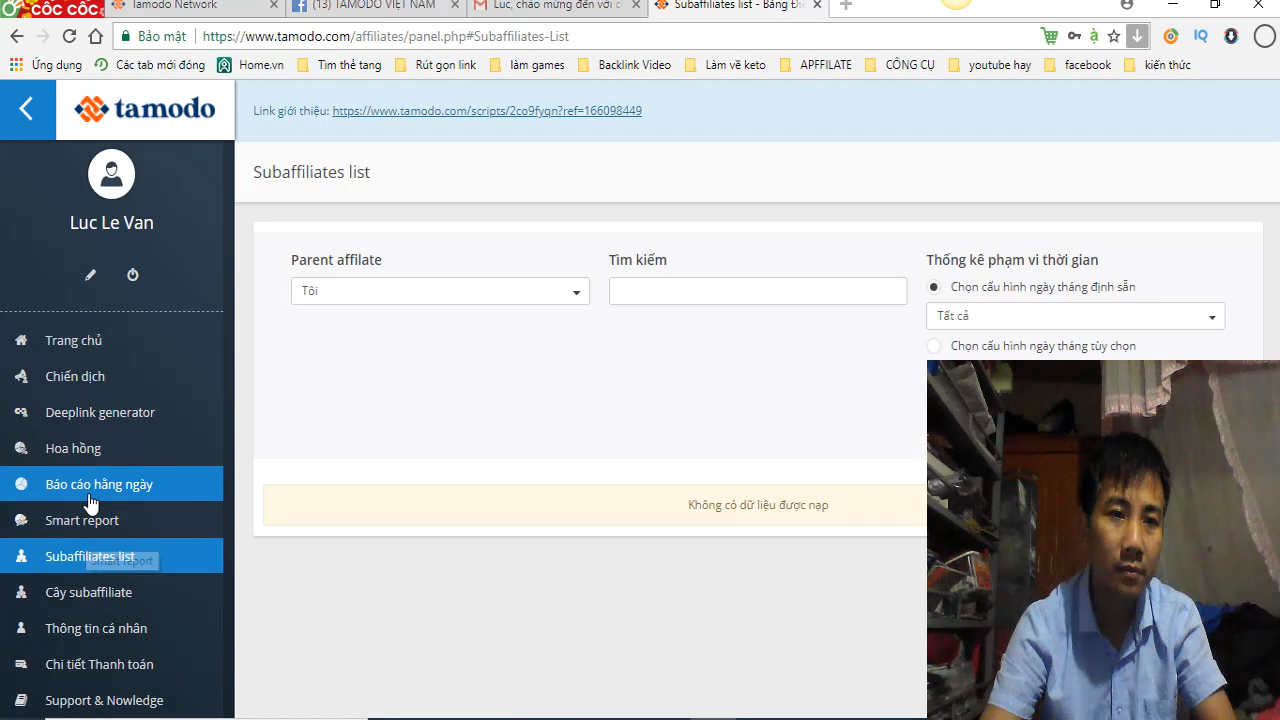 CỐC CỐC
Tamodo Network
(13) TAMODO VIỆT NAM
Luc, chào mừng đến với c
Subaffiliates list - Bảng Đi
Bảo mật
https://www.tamodo.com/affiliates/panel.php#Subaffiliates-List
Ứng dụng
Các tab mới đóng
Home.vn
Tìm thẻ tang
Rút gọn link
làm games
Backlink Video
Làm về keto
APFFILATE
CÔNG CỤ
youtube hay
facebook
kiến thức
tamodo
Link giới thiệu: https://www.tamodo.com/scripts/2co9fyqn?ref=166098449
Subaffiliates list
Luc Le Van
Parent affilate
Tìm kiếm
Thống kê phạm vi thời gian
Tôi
Chọn cấu hình ngày tháng định sẵn
Tất cả
Chọn cấu hình ngày tháng tùy chọn
Trang chủ
Chiến dịch
Deeplink generator
Hoa hồng
Báo cáo hằng ngày
Smart report
Subaffiliates list
Smart report
Cây subaffiliate
Thông tin cá nhân
Chi tiết Thanh toán
Support & Nowledge
Không có dữ liệu được nạp